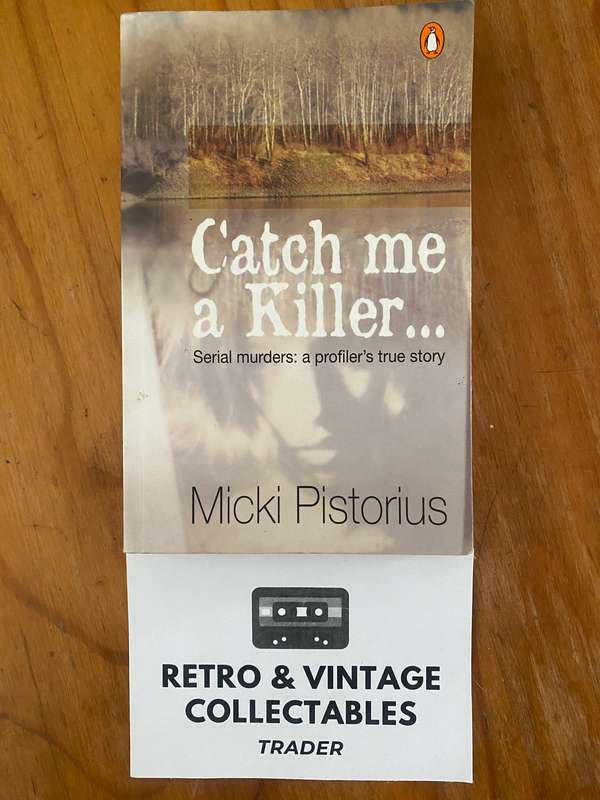 Catch me
a Killer...
Serial murders: a profiler's true story
Micki Pistorius
RETRO & VINTAGE
COLLECTABLES
TRADER